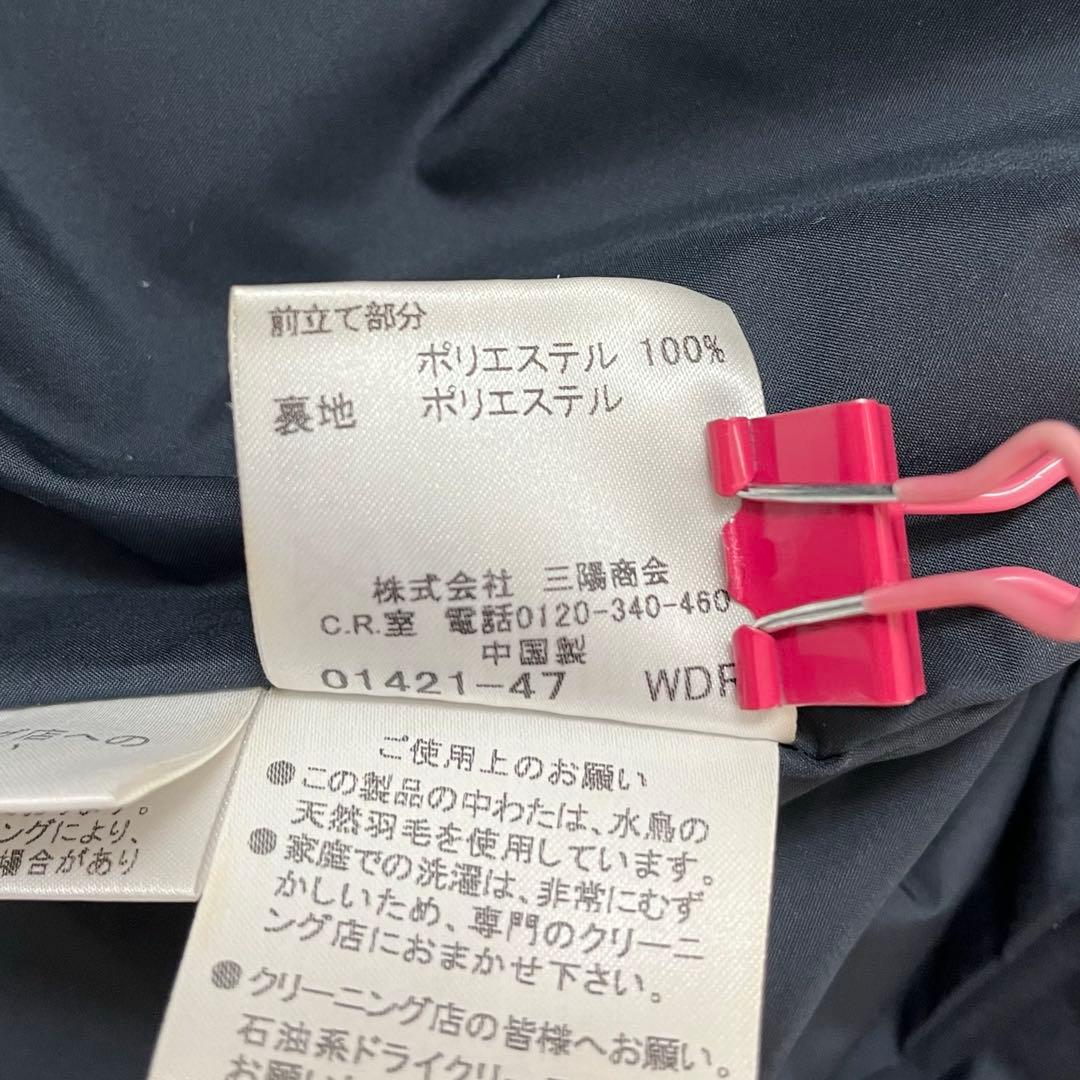 前立て部分
ポリエステル 100%
裏地 ポリエステル
株式会社 三陽商会
C.R.室 電話0120-340-460
中国製
01421-47 WDF
店への
ングにより、
場合があり
ご使用上のお願い
●この製品の中わたは、水鳥の
天然羽毛を使用しています。
●家庭での洗濯は、非常にむず
かしいため、専門のクリーニ
ング店におまかせ下さい。
●クリーニング店の皆様へお願い。
石油系ドライクリー
お願い